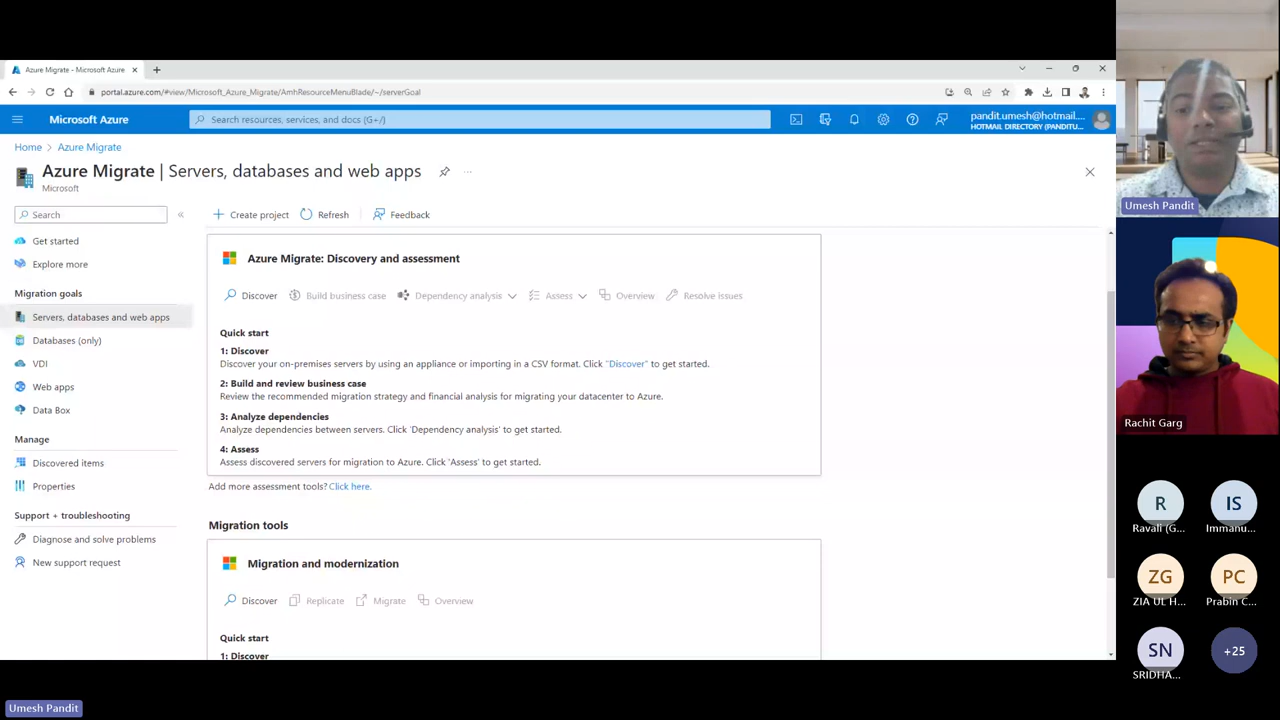 Azure Migrate - Microsoft Azure
portal.azure.com/#view/Microsoft_Azure_Migrate/AmhResourceMenuBlade/~/serverGoal
Microsoft Azure
Search resources, services, and docs (G+/)
pandit.umesh@hotmail....
HOTMAIL DIRECTORY (PANDITU...
Home > Azure Migrate
Azure Migrate | Servers, databases and web apps
Microsoft
Search
Create project
Refresh
Feedback
Get started
Explore more
Migration goals
Servers, databases and web apps
Databases (only)
VDI
Web apps
Data Box
Manage
Discovered items
Properties
Support + troubleshooting
Diagnose and solve problems
New support request
Azure Migrate: Discovery and assessment
Discover
Build business case
Dependency analysis
Assess
Overview
Resolve issues
Quick start
1: Discover
Discover your on-premises servers by using an appliance or importing in a CSV format. Click "Discover" to get started.
2: Build and review business case
Review the recommended migration strategy and financial analysis for migrating your datacenter to Azure.
3: Analyze dependencies
Analyze dependencies between servers. Click 'Dependency analysis' to get started.
4: Assess
Assess discovered servers for migration to Azure. Click 'Assess' to get started.
Add more assessment tools? Click here.
Migration tools
Migration and modernization
Discover
Replicate
Migrate
Overview
Quick start
1: Discover
Umesh Pandit
Rachit Garg
R
IS
Ravali (G...
Immanu...
ZG
PC
ZIA UL H...
Prabin C...
SN
+25
SRIDHA...
Umesh Pandit